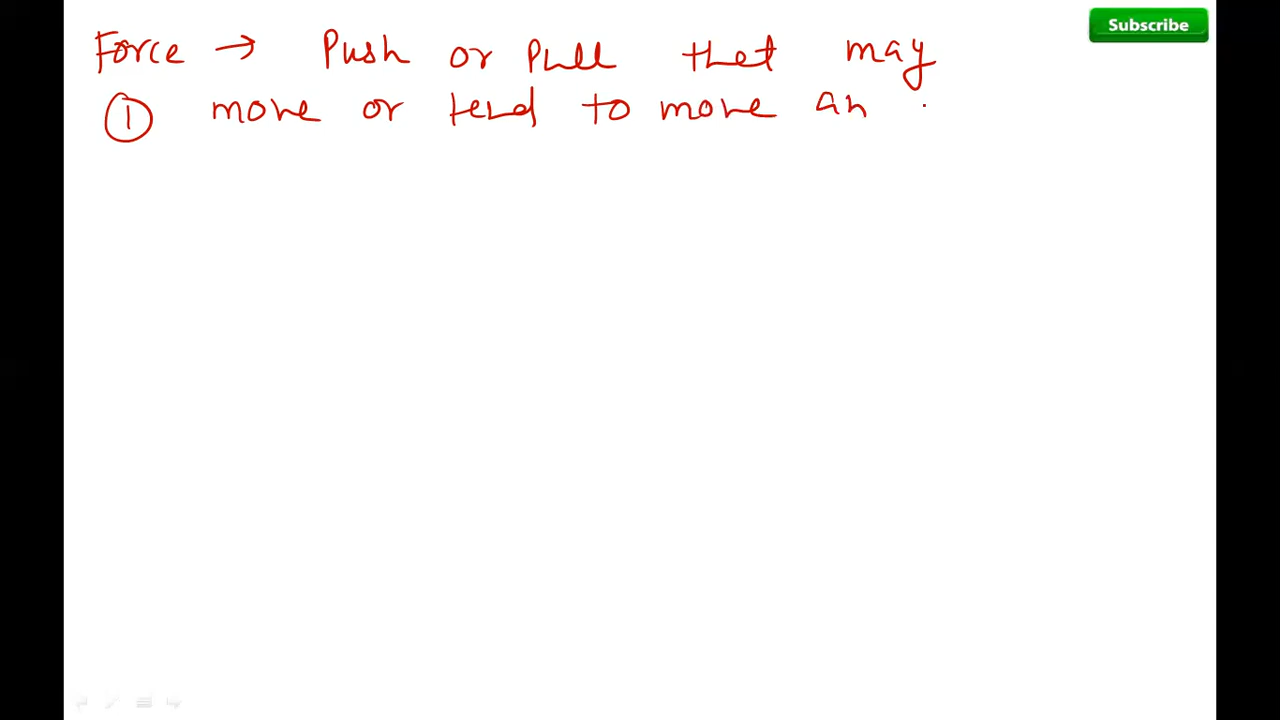 Subscribe
Force → Push or Pull that may
① move or tend to move an